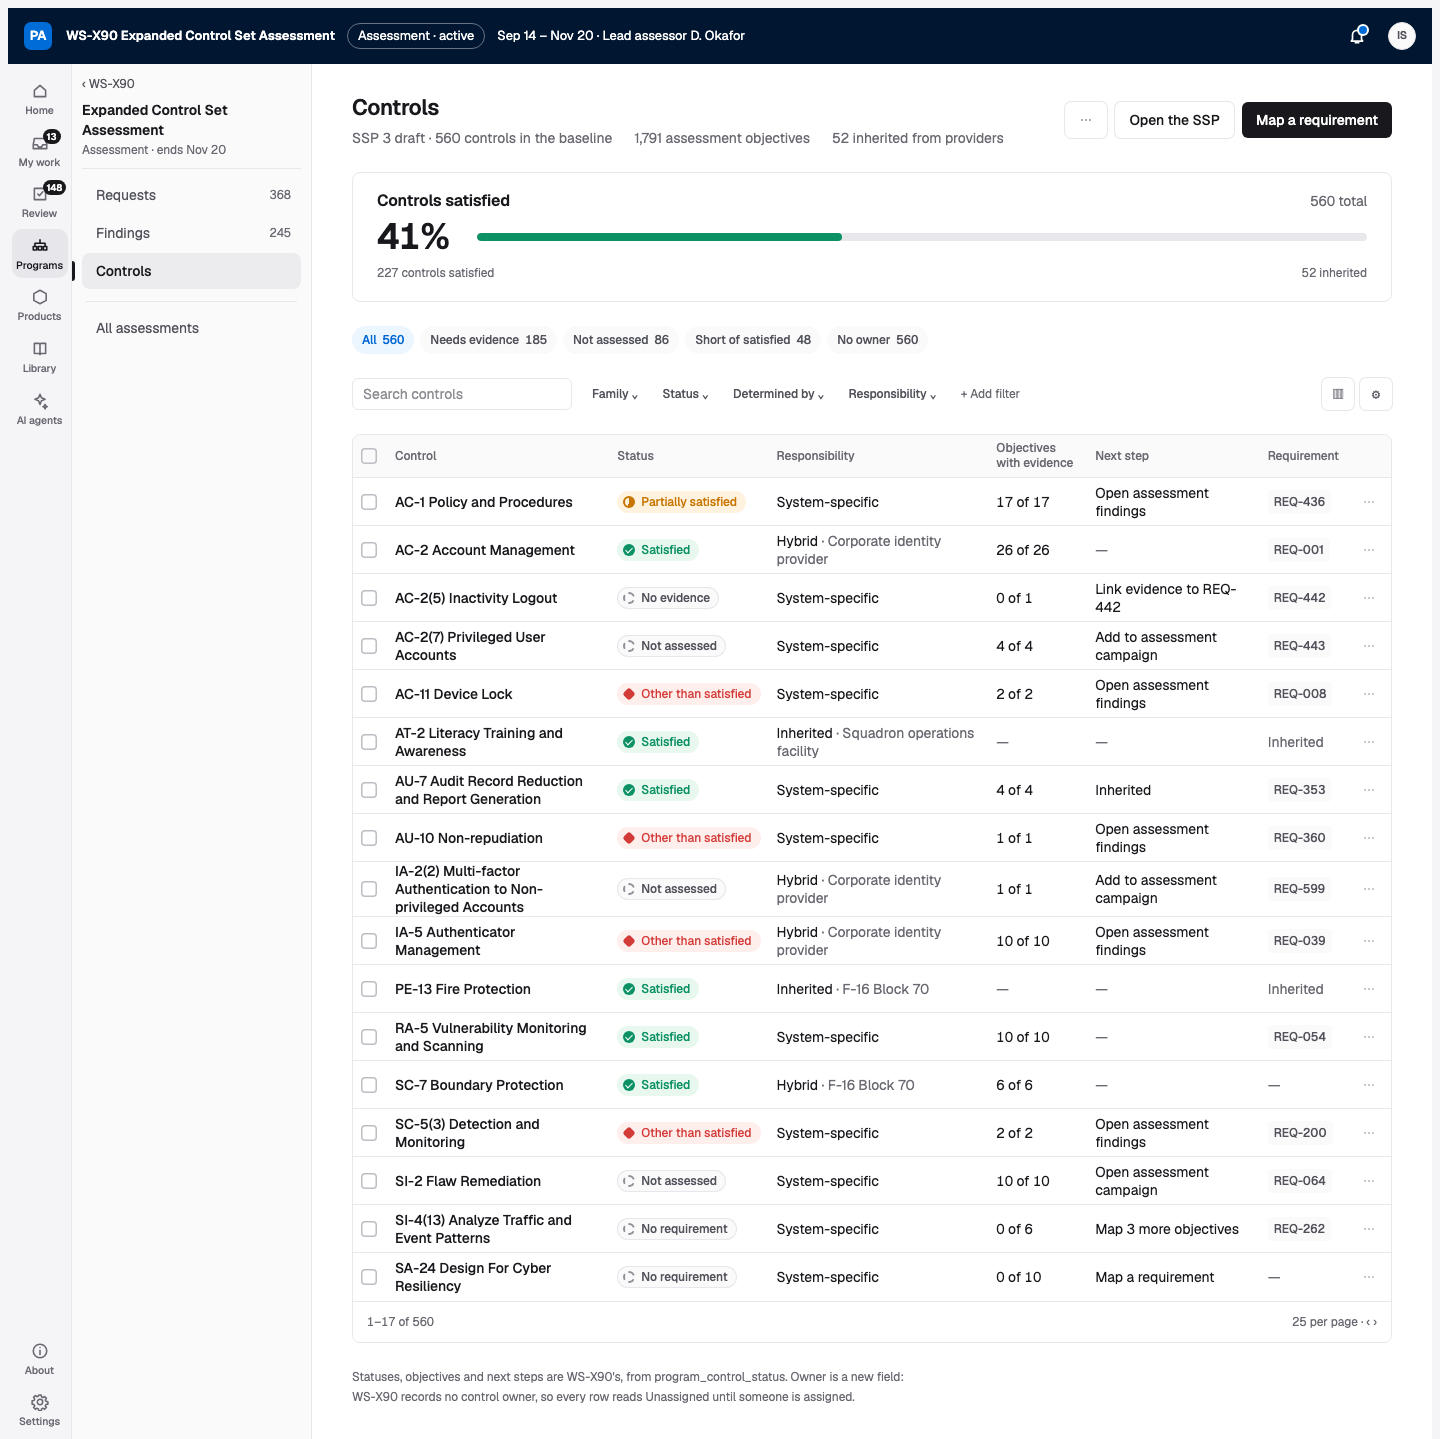 PA WS-X90 Expanded Control Set Assessment Assessment · active Sep 14 – Nov 20 · Lead assessor D. Okafor IS
Home
13
My work
148
Review
Programs
Products
Library
AI agents
About
Settings
‹ WS-X90
Expanded Control Set
Assessment
Assessment · ends Nov 20
Requests 368
Findings 245
Controls
All assessments
Controls
SSP 3 draft · 560 controls in the baseline 1,791 assessment objectives 52 inherited from providers
··· Open the SSP Map a requirement
Controls satisfied 560 total
41%
227 controls satisfied 52 inherited
All 560 Needs evidence 185 Not assessed 86 Short of satisfied 48 No owner 560
Search controls Family Status Determined by Responsibility + Add filter
Control Status Responsibility Objectives with evidence Next step Requirement
AC-1 Policy and Procedures Partially satisfied System-specific 17 of 17 Open assessment findings REQ-436 ···
AC-2 Account Management Satisfied Hybrid · Corporate identity provider 26 of 26 — REQ-001 ···
AC-2(5) Inactivity Logout No evidence System-specific 0 of 1 Link evidence to REQ-442 REQ-442 ···
AC-2(7) Privileged User Accounts Not assessed System-specific 4 of 4 Add to assessment campaign REQ-443 ···
AC-11 Device Lock Other than satisfied System-specific 2 of 2 Open assessment findings REQ-008 ···
AT-2 Literacy Training and Awareness Satisfied Inherited · Squadron operations facility — — Inherited ···
AU-7 Audit Record Reduction and Report Generation Satisfied System-specific 4 of 4 Inherited REQ-353 ···
AU-10 Non-repudiation Other than satisfied System-specific 1 of 1 Open assessment findings REQ-360 ···
IA-2(2) Multi-factor Authentication to Non-privileged Accounts Not assessed Hybrid · Corporate identity provider 1 of 1 Add to assessment campaign REQ-599 ···
IA-5 Authenticator Management Other than satisfied Hybrid · Corporate identity provider 10 of 10 Open assessment findings REQ-039 ···
PE-13 Fire Protection Satisfied Inherited · F-16 Block 70 — — Inherited ···
RA-5 Vulnerability Monitoring and Scanning Satisfied System-specific 10 of 10 — REQ-054 ···
SC-7 Boundary Protection Satisfied Hybrid · F-16 Block 70 6 of 6 — — ···
SC-5(3) Detection and Monitoring Other than satisfied System-specific 2 of 2 Open assessment findings REQ-200 ···
SI-2 Flaw Remediation Not assessed System-specific 10 of 10 Open assessment campaign REQ-064 ···
SI-4(13) Analyze Traffic and Event Patterns No requirement System-specific 0 of 6 Map 3 more objectives REQ-262 ···
SA-24 Design For Cyber Resiliency No requirement System-specific 0 of 10 Map a requirement — ···
1–17 of 560 25 per page · ‹ ›
Statuses, objectives and next steps are WS-X90's, from program_control_status. Owner is a new field:
WS-X90 records no control owner, so every row reads Unassigned until someone is assigned.